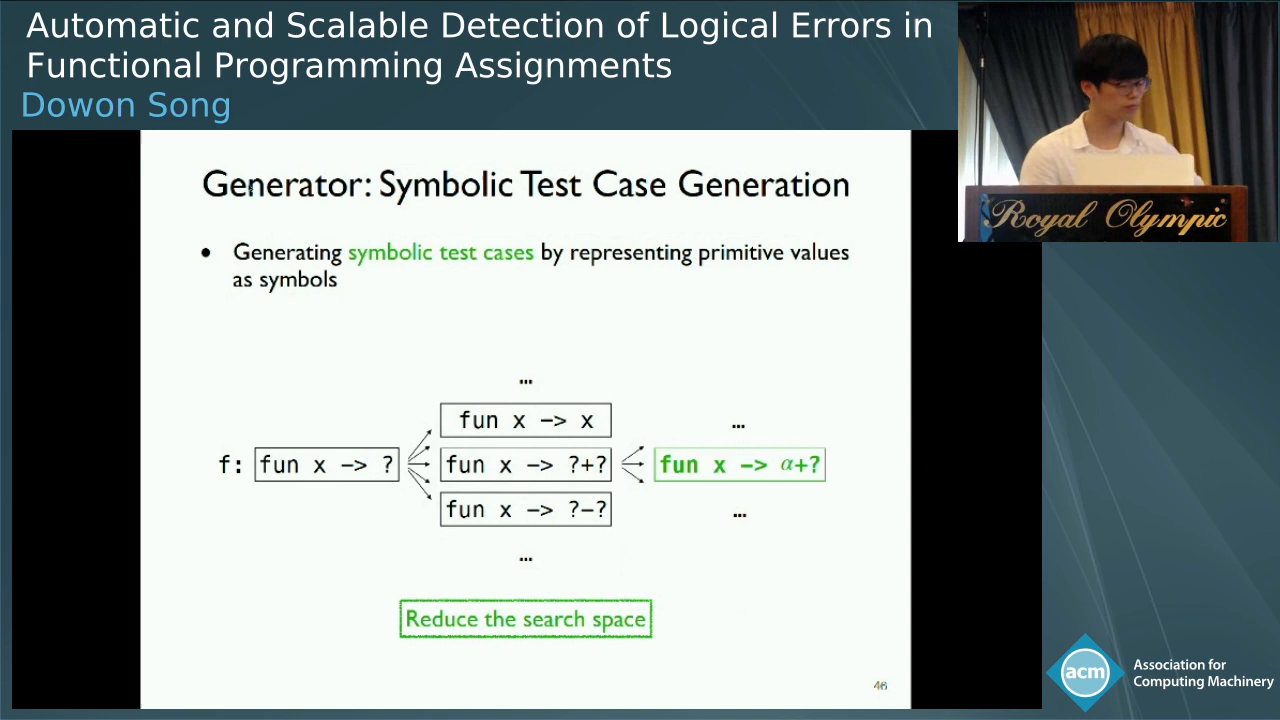 Automatic and Scalable Detection of Logical Errors in
Functional Programming Assignments
Dowon Song
Royal Olympic
Generator: Symbolic Test Case Generation
• Generating symbolic test cases by representing primitive values
as symbols
...
fun x -> x
...
f: fun x -> ? fun x -> ?+? fun x -> α+?
fun x -> ?-?
...
...
Reduce the search space
46
acm Association for
Computing Machinery